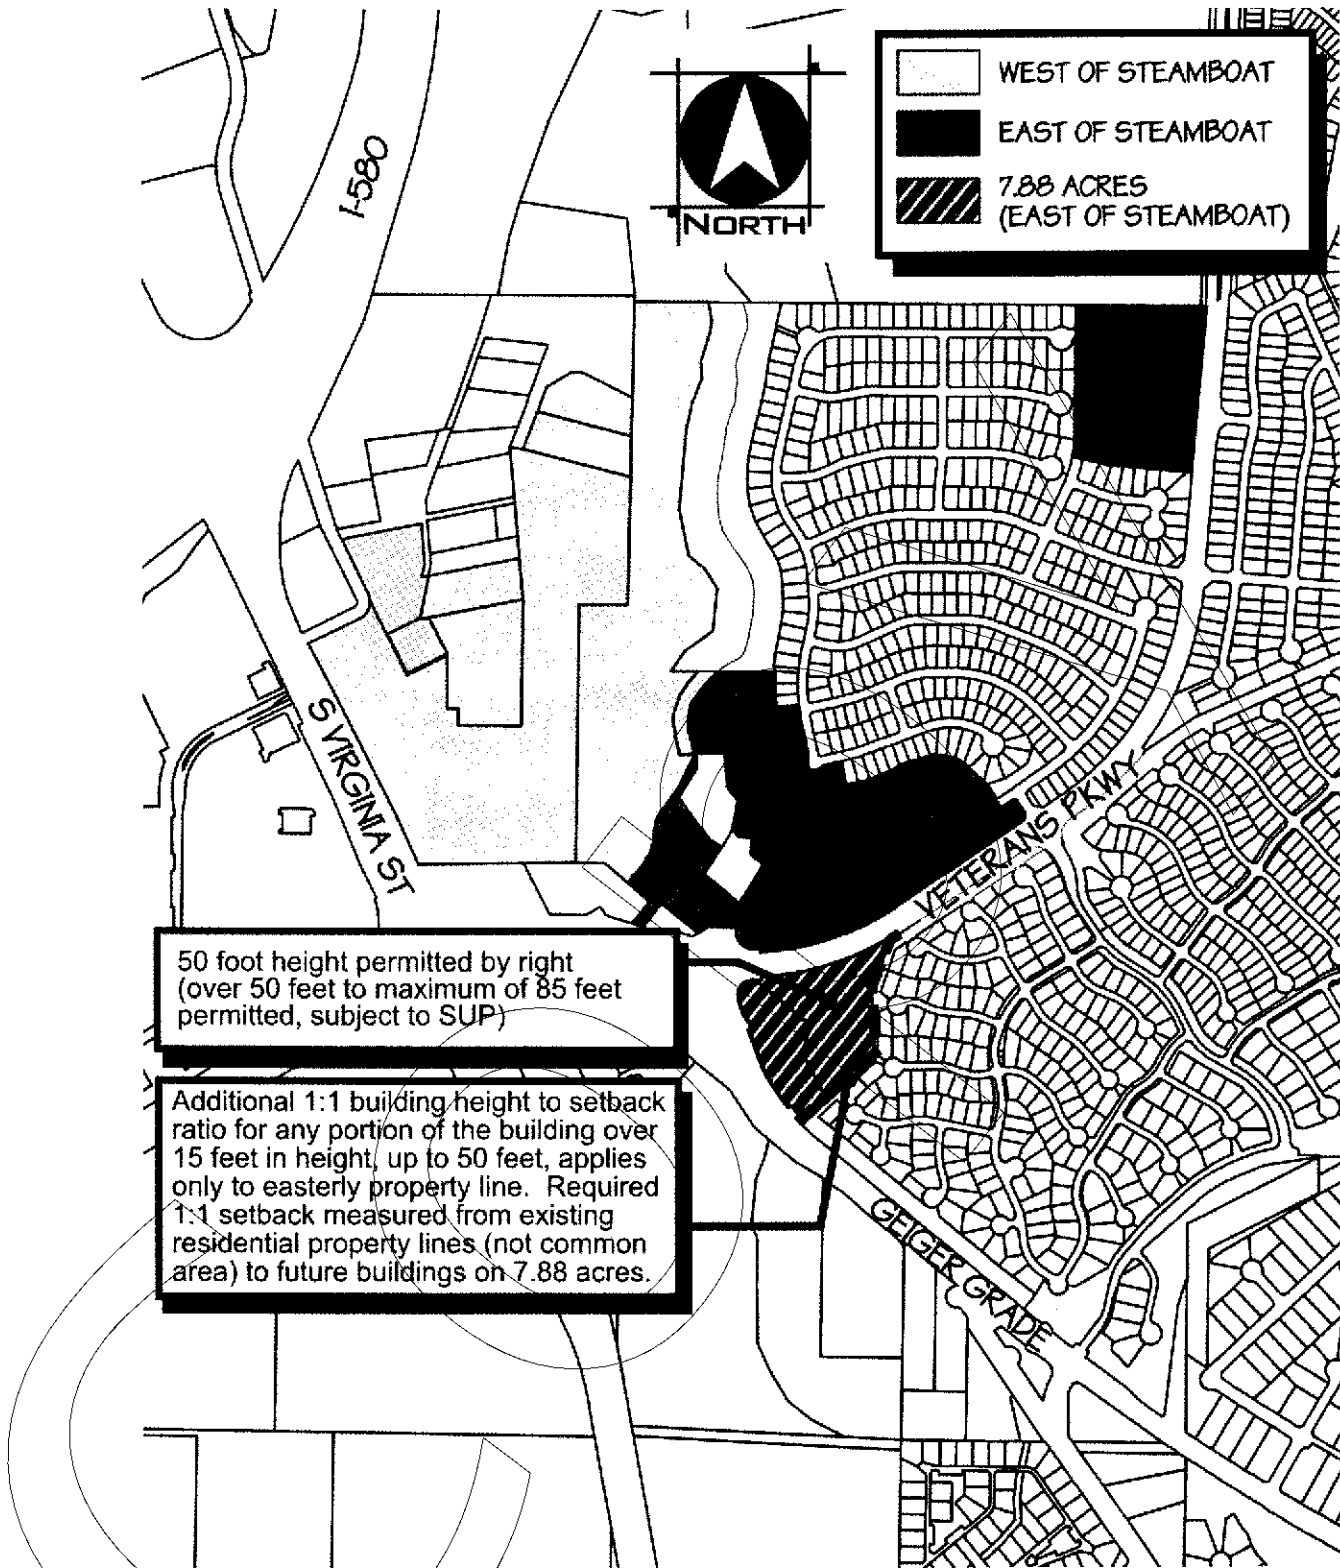 WEST OF STEAMBOAT
EAST OF STEAMBOAT
7.88 ACRES
(EAST OF STEAMBOAT)
NORTH
I-580
S VIRGINIA ST
VETERANS PKWY
50 foot height permitted by right
(over 50 feet to maximum of 85 feet
permitted, subject to SUP)
Additional 1:1 building height to setback
ratio for any portion of the building over
15 feet in height, up to 50 feet, applies
only to easterly property line. Required
1:1 setback measured from existing
residential property lines (not common
area) to future buildings on 7.88 acres.
GEIGER GRADE